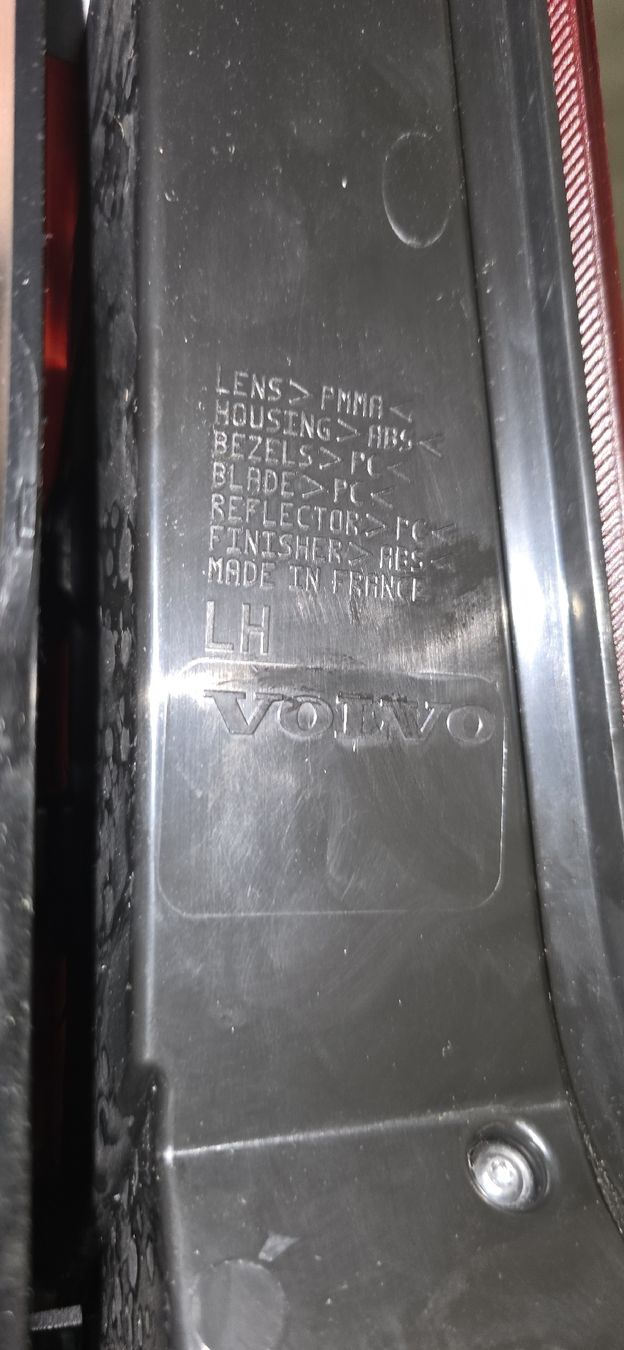 LENS> PMMA <
HOUSING> ABS <
BEZELS> PC <
BLADE> PC <
REFLECTOR> PC <
FINISHER> ABS <
MADE IN FRANCE
LH
VOLVO